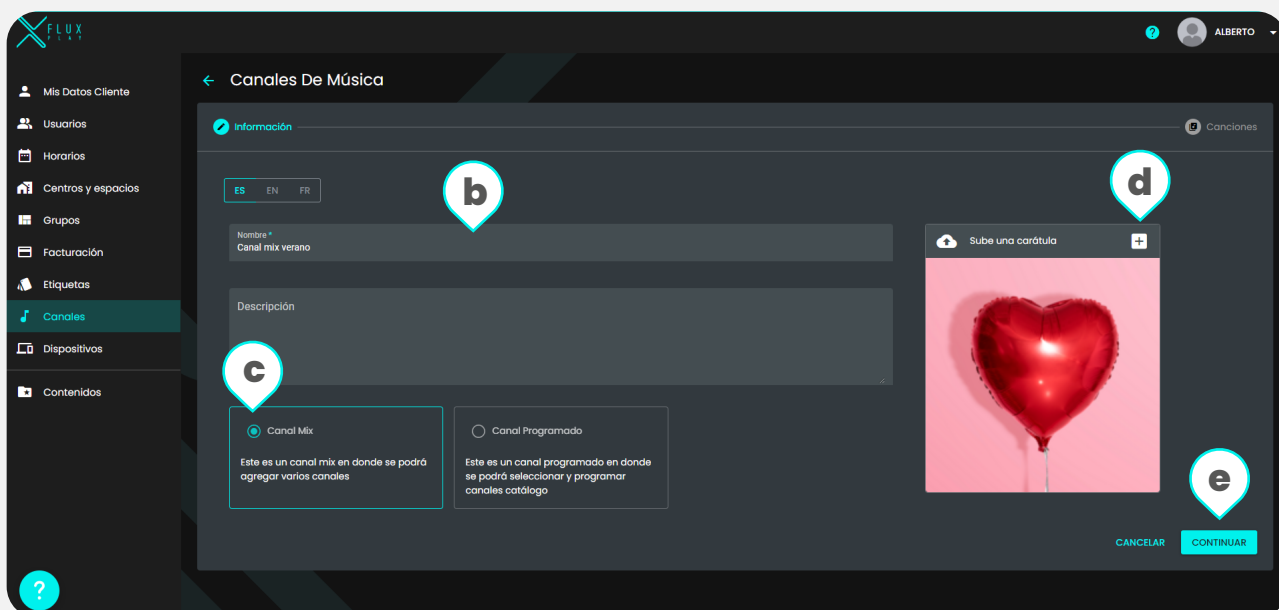 FLUX
PLAY
?
ALBERTO
Mis Datos Cliente
Usuarios
Horarios
Centros y espacios
Grupos
Facturación
Etiquetas
Canales
Dispositivos
Contenidos
?
Canales De Música
Información
Canciones
b
d
ES EN FR
Nombre *
Canal mix verano
Sube una carátula
Descripción
c
Canal Mix
Este es un canal mix en donde se podrá
agregar varios canales
Canal Programado
Este es un canal programado en donde
se podrá seleccionar y programar
canales catálogo
e
CANCELAR
CONTINUAR